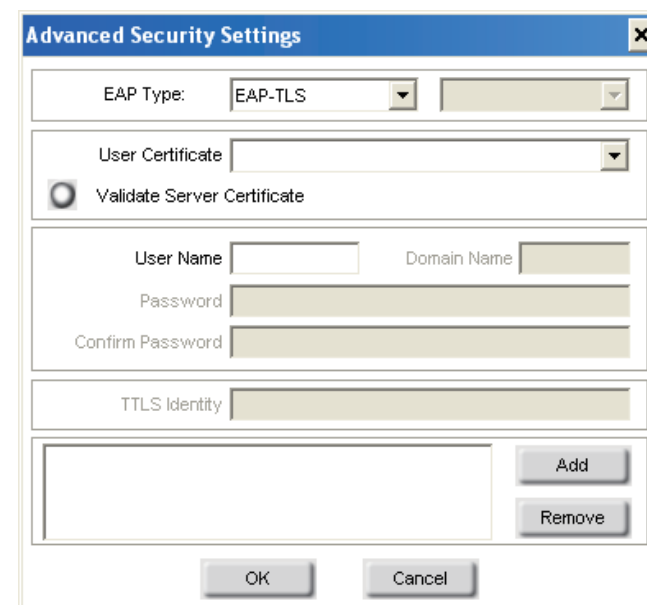 Advanced Security Settings
EAP Type: EAP-TLS
User Certificate
Validate Server Certificate
User Name Domain Name
Password
Confirm Password
TTLS Identity
Add
Remove
OK Cancel